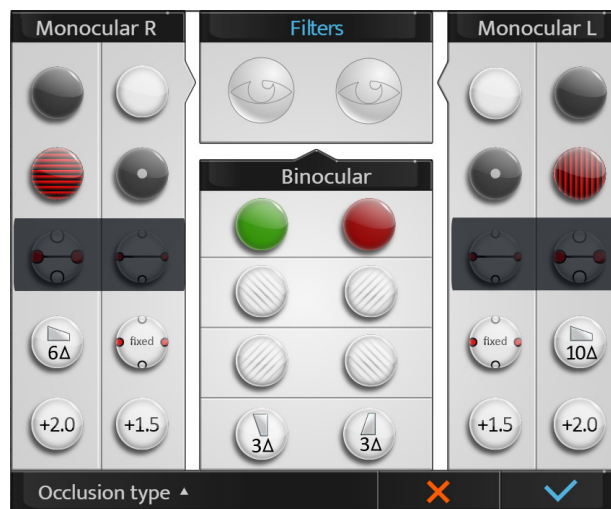 Monocular R
Filters
Monocular L
Binocular
6Δ
fixed
fixed
10Δ
+2.0
+1.5
3Δ
3Δ
+1.5
+2.0
Occlusion type